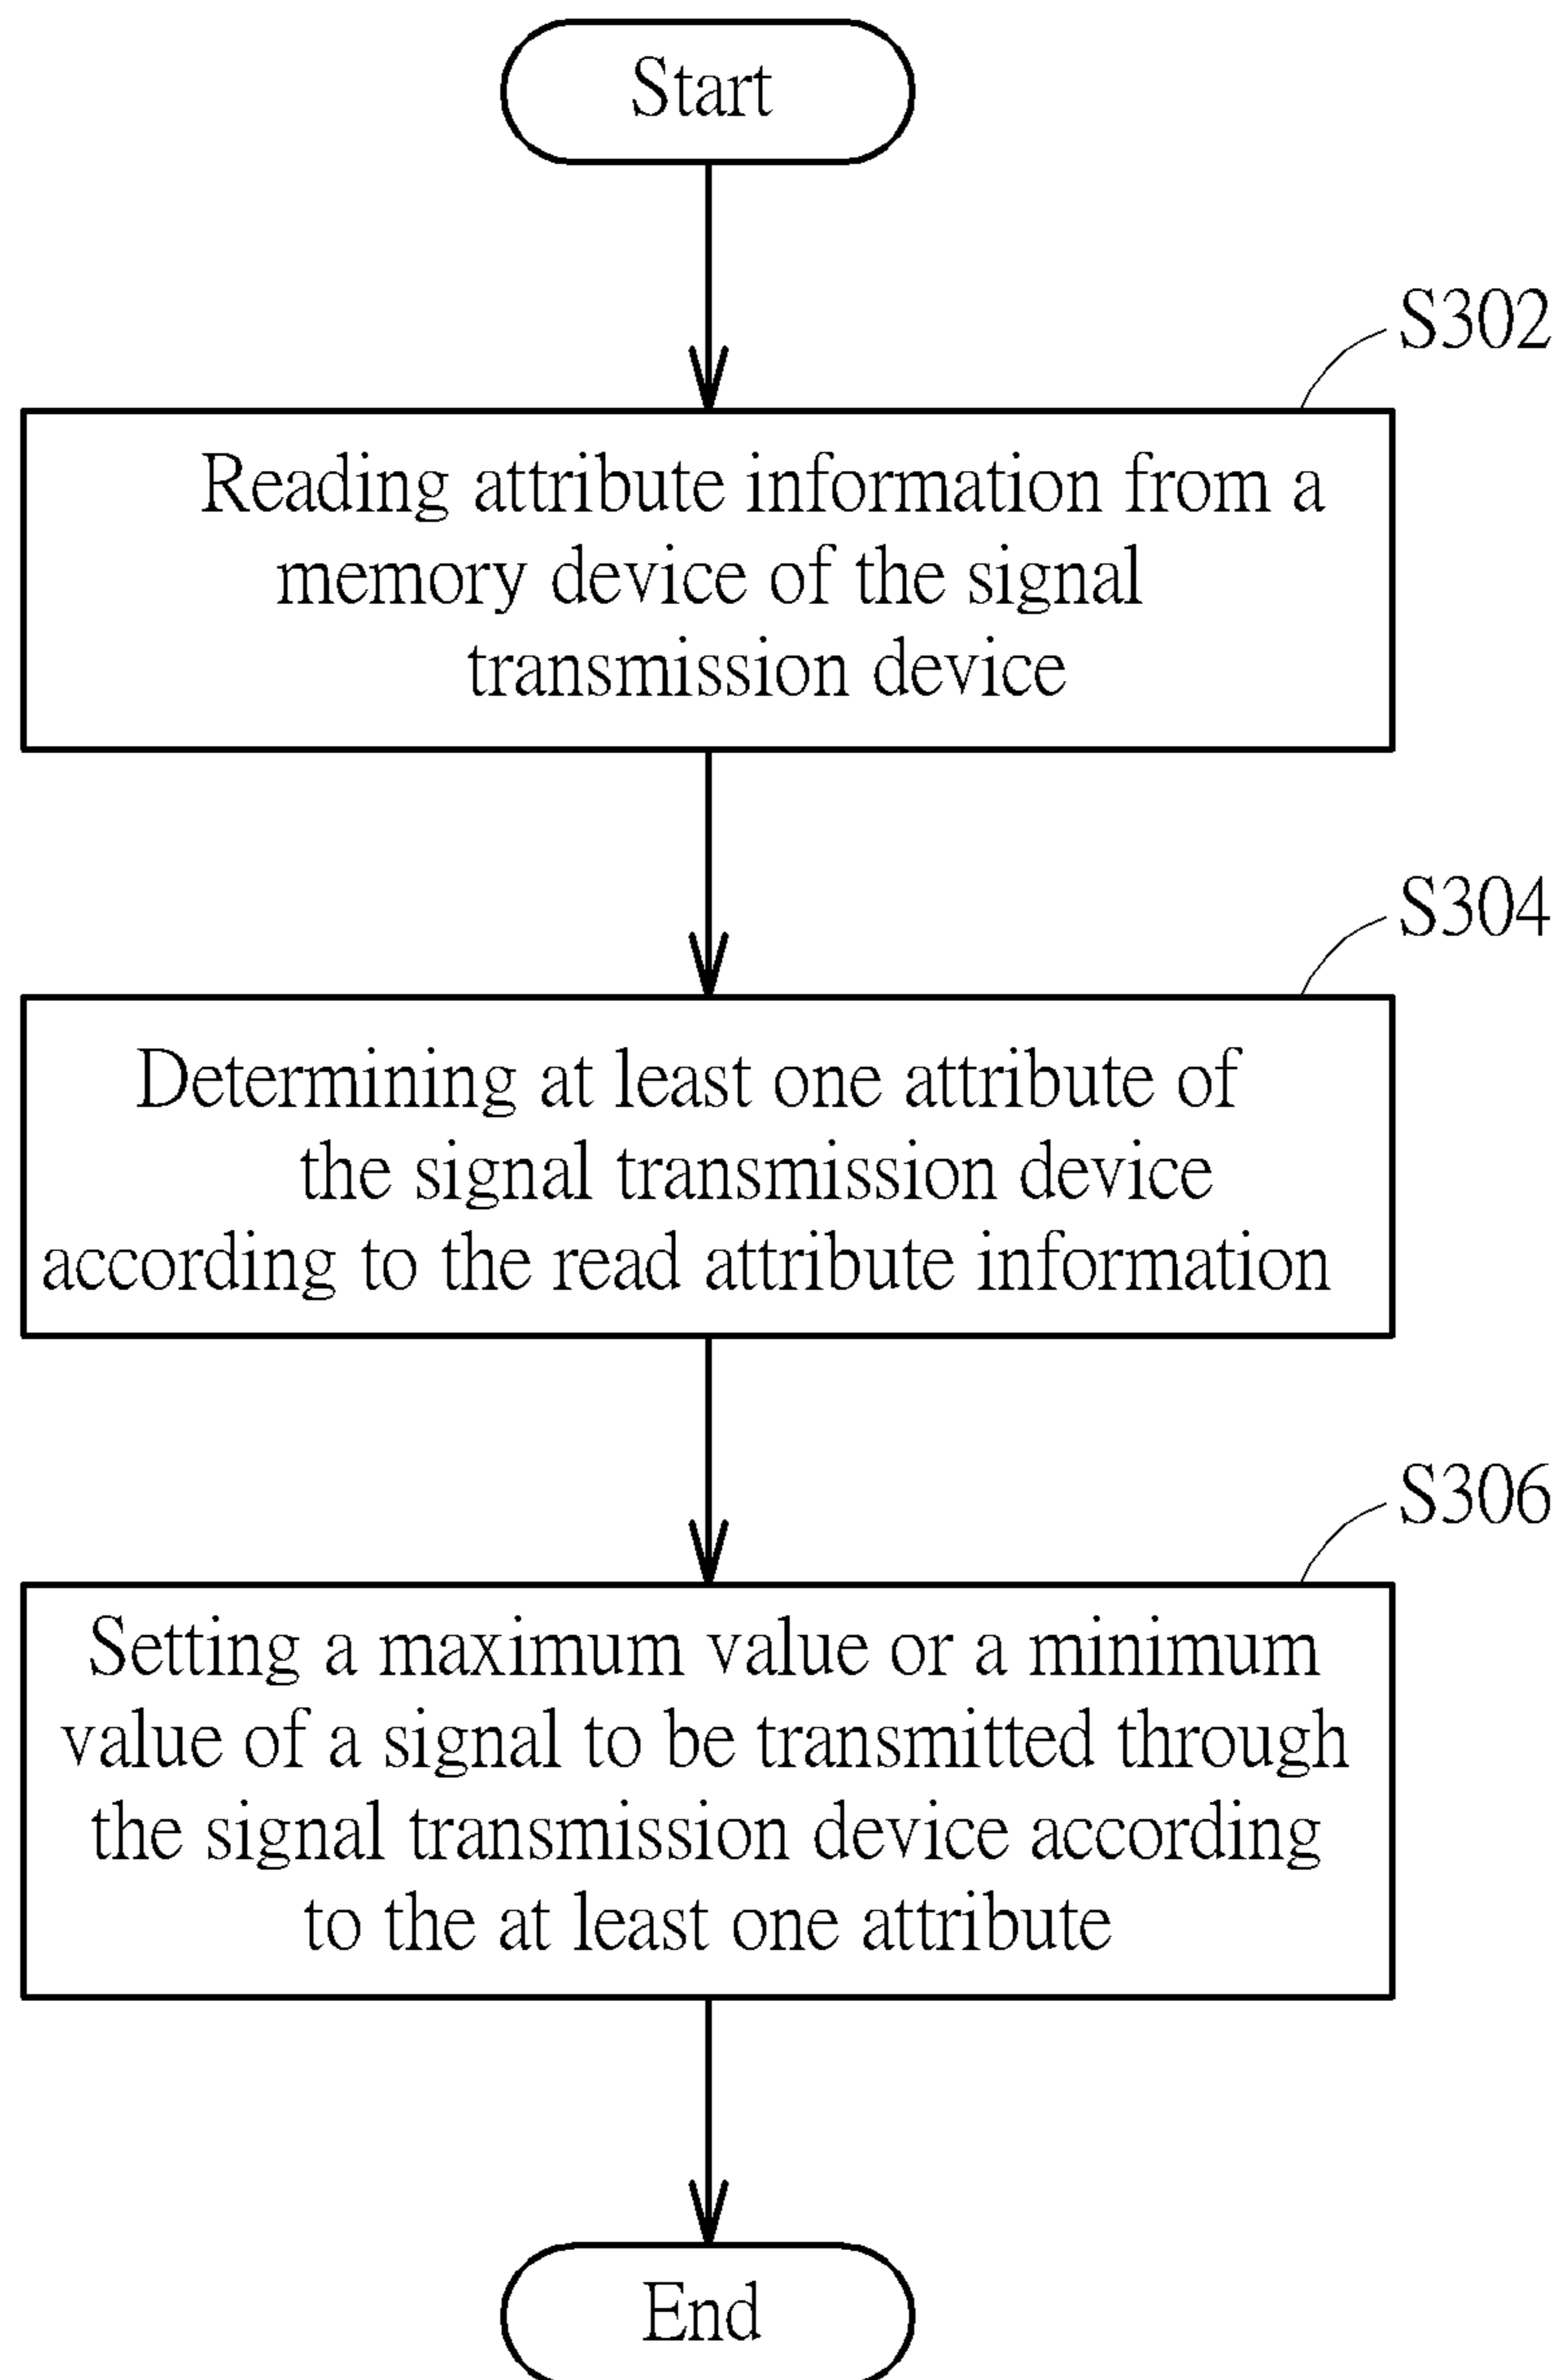 Start
S302
Reading attribute information from a
memory device of the signal
transmission device
S304
Determining at least one attribute of
the signal transmission device
according to the read attribute information
S306
Setting a maximum value or a minimum
value of a signal to be transmitted through
the signal transmission device according
to the at least one attribute
End